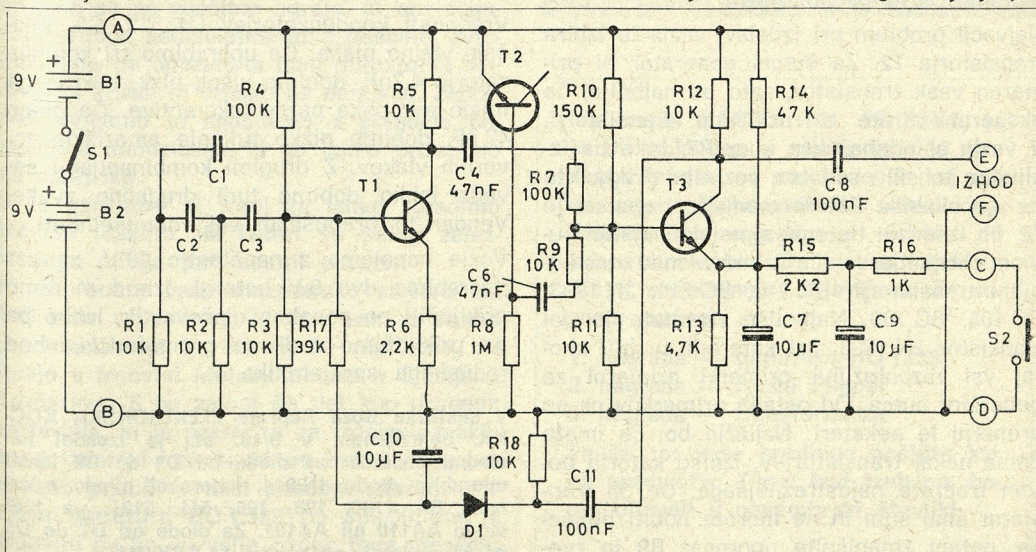 A
9V
+
B1
S1
+
9V
B2
B
R4
100K
R5
10K
T2
R10
150K
R12
10K
R14
4,7K
C1
C4
47nF
R7
100K
T1
T3
C8
100nF
E
IZHOD
F
C2
C3
R9
10K
C6
47nF
R15
2K2
R16
1K
C
R1
10K
R2
10K
R3
10K
R17
39K
R6
2,2K
R8
1M
R11
10K
R13
4,7K
10µF
C9
10µF
S2
D
C10
10µF
R18
10K
D1
C11
100nF